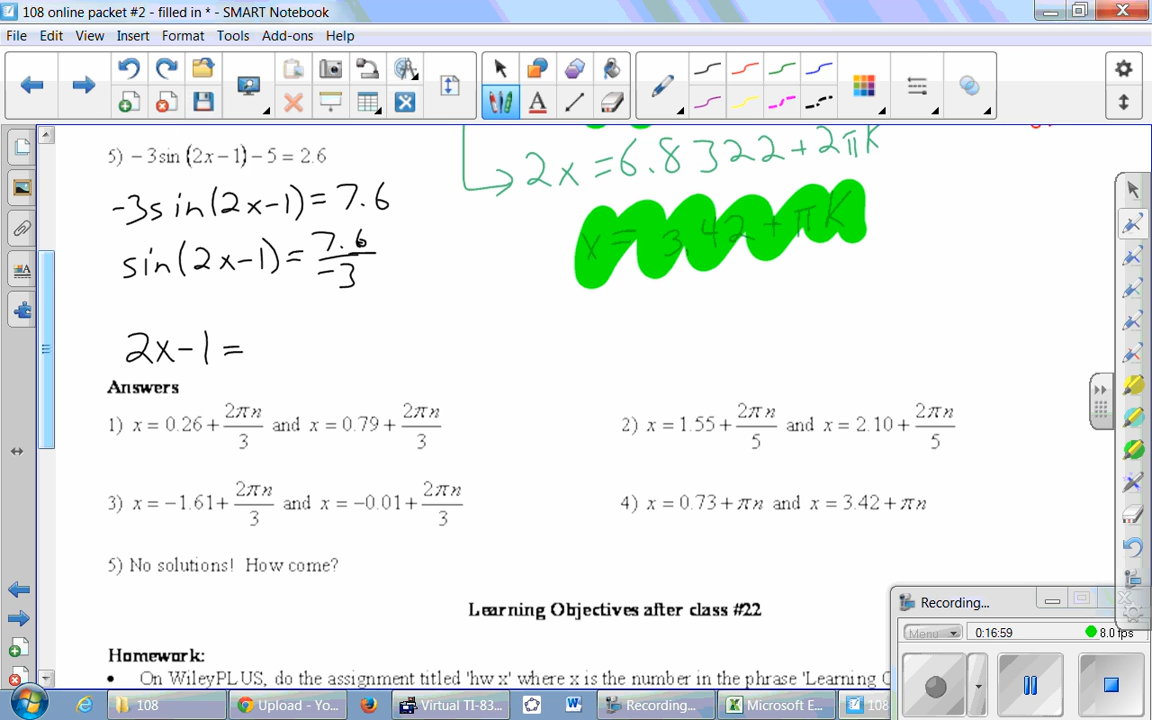 108 online packet #2 - filled in * - SMART Notebook
File Edit View Insert Format Tools Add-ons Help
5) −3sin(2x−1)−5=2.6
-3sin(2x-1)=7.6
sin(2x-1)=7.6/-3
2x-1=
2x=6.8322+2πK
x=3.42+πK
Answers
1) x=0.26+2πn/3 and x=0.79+2πn/3
2) x=1.55+2πn/5 and x=2.10+2πn/5
3) x=−1.61+2πn/3 and x=−0.01+2πn/3
4) x=0.73+πn and x=3.42+πn
5) No solutions! How come?
Learning Objectives after class #22
Homework:
• On WileyPLUS, do the assignment titled 'hw x' where x is the number in the phrase 'Learning
Recording...
Menu 0:16:59 8.0 fps
108 Upload - Yo... Virtual TI-83... Recording... Microsoft E... 108